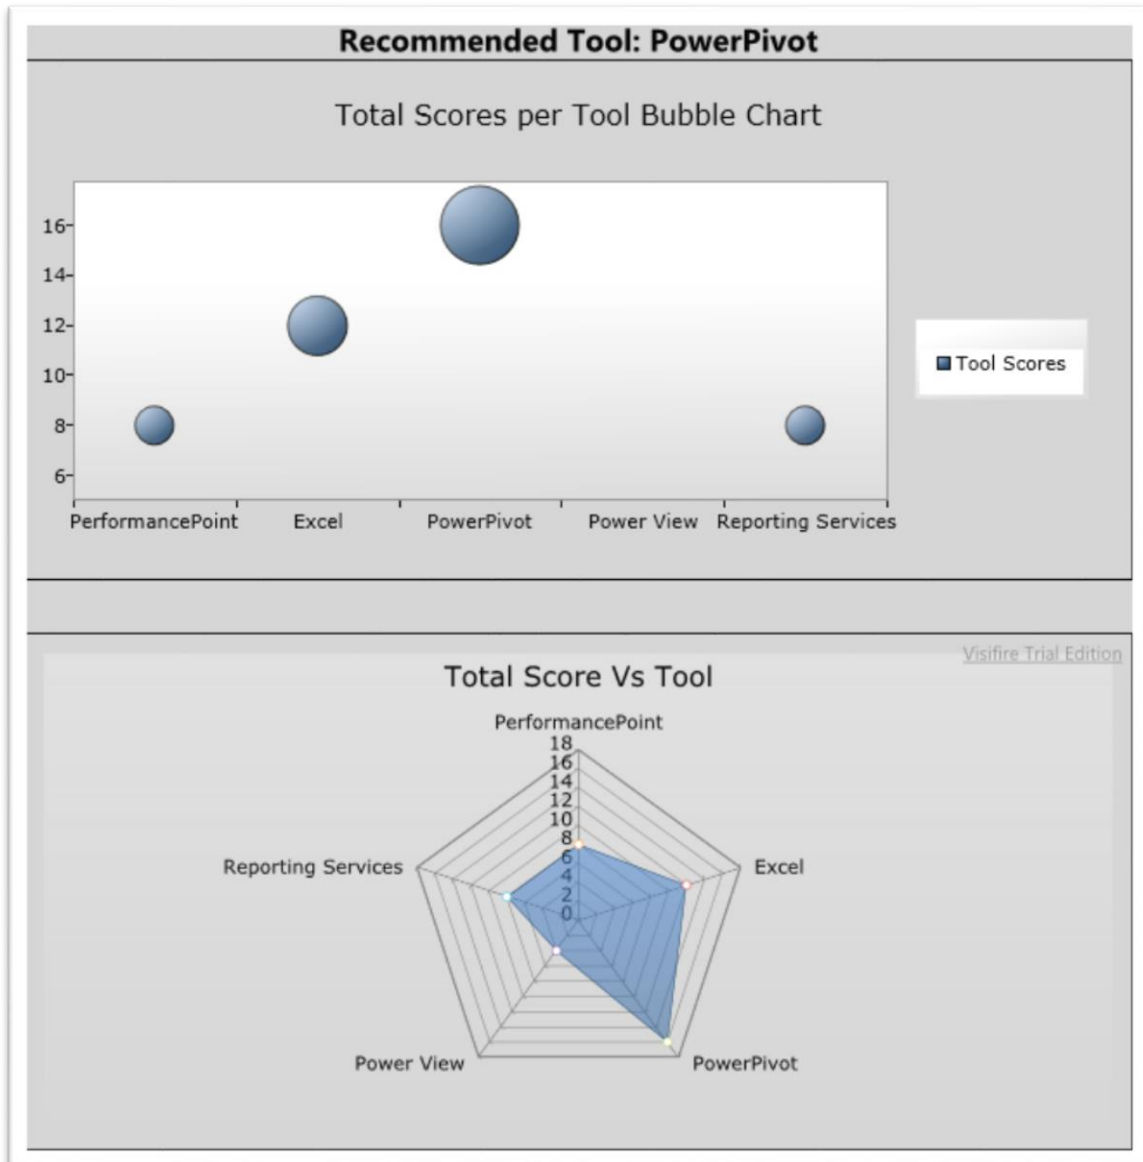 Recommended Tool: PowerPivot
Total Scores per Tool Bubble Chart
16
14
12
10
8
6
PerformancePoint Excel PowerPivot Power View Reporting Services
Tool Scores
Visifire Trial Edition
Total Score Vs Tool
PerformancePoint
18
16
14
12
10
8
6
4
2
0
Reporting Services
Excel
Power View
PowerPivot